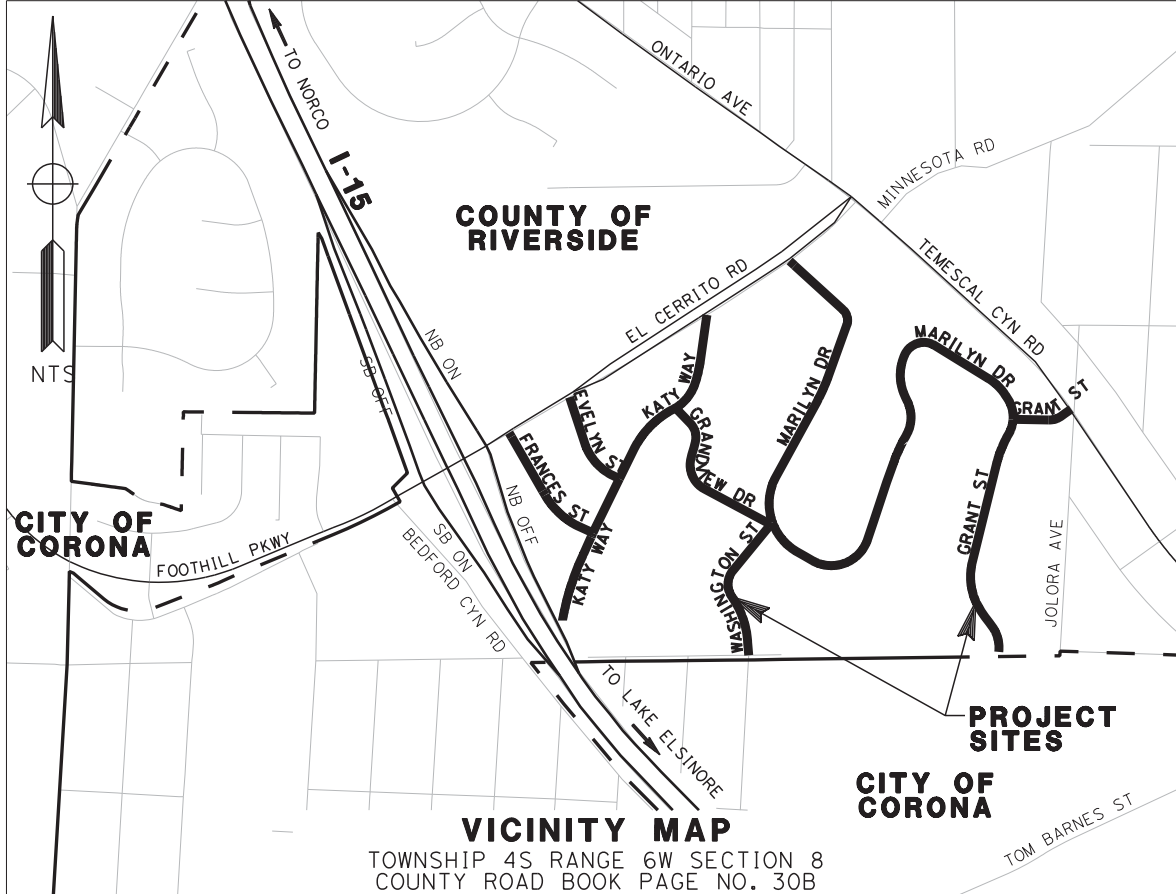 ONTARIO AVE
TO NORCO
I-15
MINNESOTA RD
COUNTY OF
RIVERSIDE
TEMESCAL CYN RD
EL CERRITO RD
NB ON
SB OFF
NTS
MARILYN DR
MARILYN DR
KATY WAY
GRANT ST
EVELYN ST
GRANDVIEW DR
FRANCES ST
GRANT ST
NB OFF
CITY OF
CORONA
FOOTHILL PKWY
SB ON
BEDFORD CYN RD
KATY WAY
WASHINGTON ST
JOLORA AVE
TO LAKE ELSINORE
PROJECT
SITES
CITY OF
CORONA
TOM BARNES ST
VICINITY MAP
TOWNSHIP 4S RANGE 6W SECTION 8
COUNTY ROAD BOOK PAGE NO. 30B